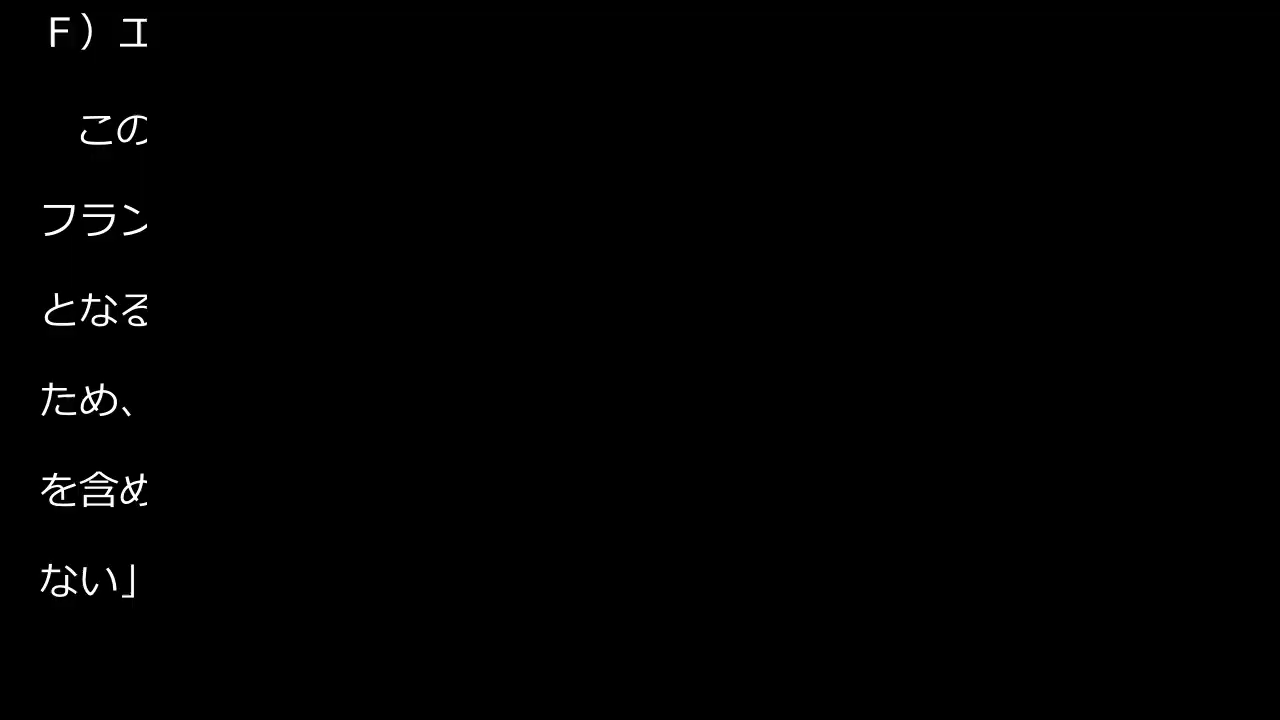 F）エ
この
フラン
となる
ため、
を含め
ない」